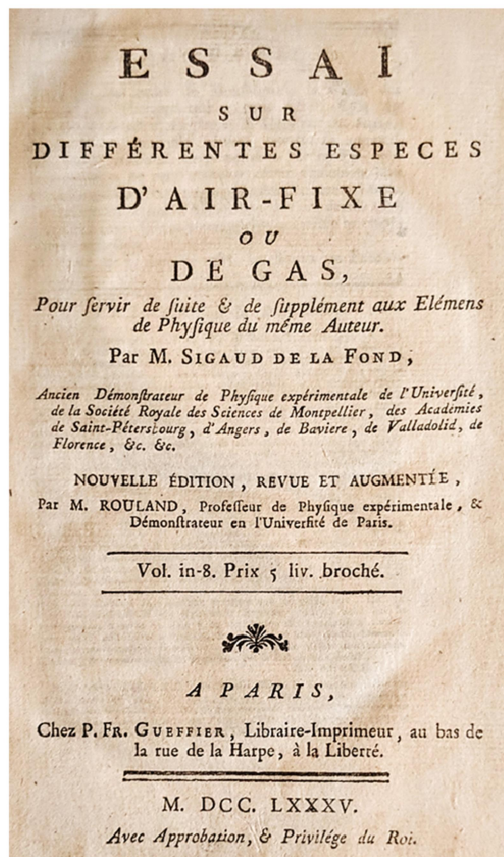 ESSAI
SUR
DIFFÉRENTES ESPECES
D'AIR-FIXE
OU
DE GAS,
Pour ſervir de ſuite & de ſupplément aux Elémens
de Phyſique du même Auteur.
Par M. SIGAUD DE LA FOND,
Ancien Démonſtrateur de Phyſique expérimentale de l'Univerſité,
de la Société Royale des Sciences de Montpellier, des Académies
de Saint-Pétersbourg, d'Angers, de Baviere, de Valladolid, de
Florence, &c. &c.
NOUVELLE ÉDITION, REVUE ET AUGMENTÉE,
Par M. ROULAND, Profeſſeur de Phyſique expérimentale, &
Démonſtrateur en l'Univerſité de Paris.
Vol. in-8. Prix 5 liv. broché.
A PARIS,
Chez P. FR. GUEFFIER, Libraire-Imprimeur, au bas de
la rue de la Harpe, à la Liberté.
M. DCC. LXXXV.
Avec Approbation, & Privilége du Roi.